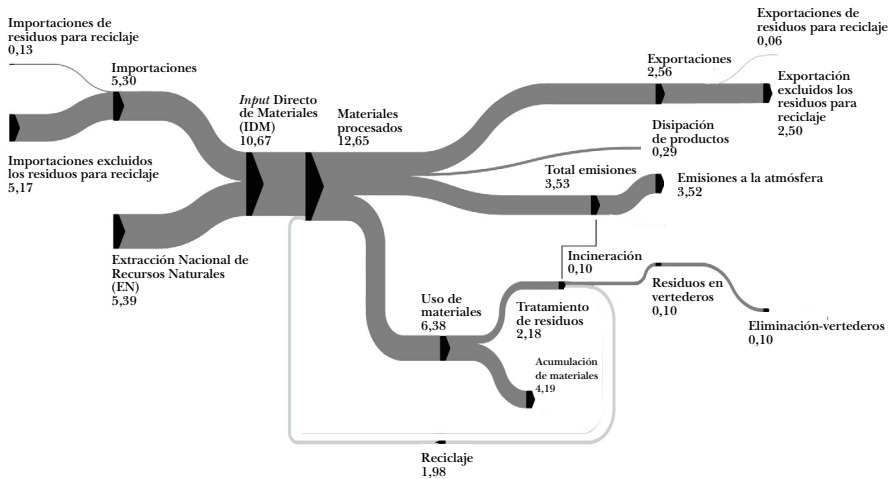 Importaciones de
residuos para reciclaje
0,13
Importaciones
5,30
Importaciones excluidos
los residuos para reciclaje
5,17
Extracción Nacional de
Recursos Naturales
(EN)
5,39
Input Directo
de Materiales
(IDM)
10,67
Materiales
procesados
12,65
Exportaciones
2,56
Exportaciones de
residuos para reciclaje
0,06
Exportación
excluidos los
residuos para
reciclaje
2,50
Disipación
de productos
0,29
Total emisiones
3,53
Emisiones a la atmósfera
3,52
Incineración
0,10
Residuos en
vertederos
0,10
Eliminación-vertederos
0,10
Uso de
materiales
6,38
Tratamiento
de residuos
2,18
Acumulación
de materiales
4,19
Reciclaje
1,98